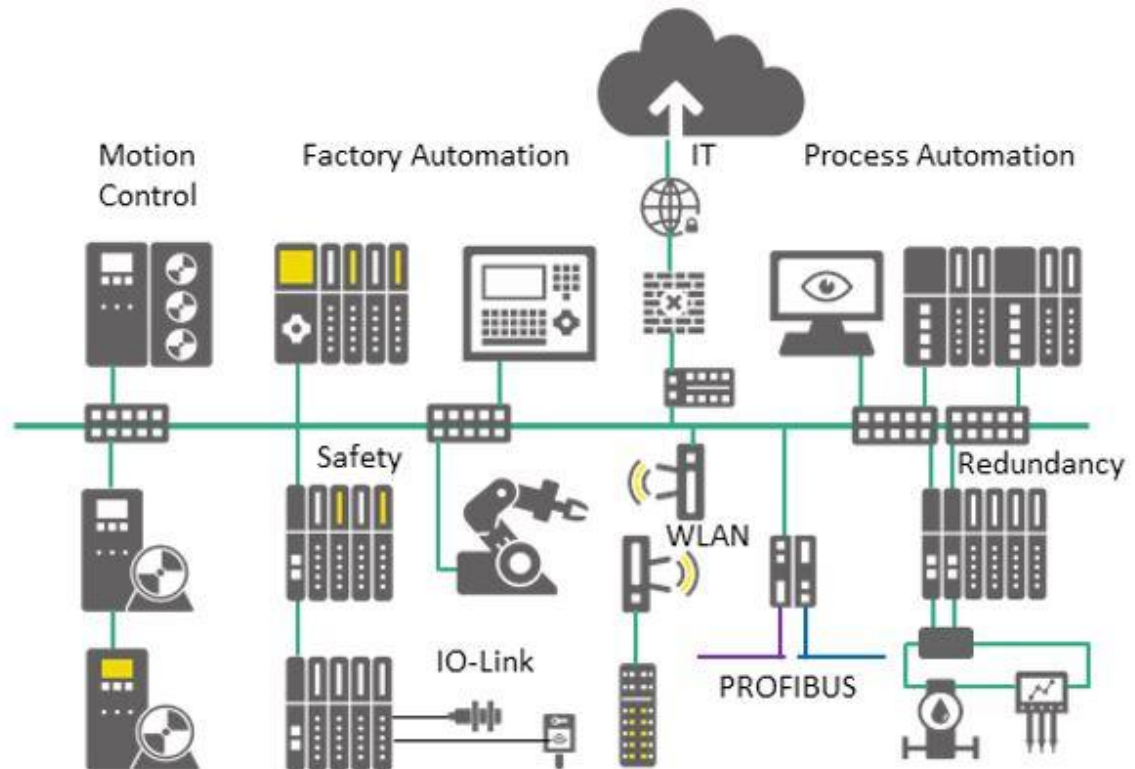 Motion
Control
Factory Automation
IT
Process Automation
Safety
Redundancy
WLAN
IO-Link
PROFIBUS